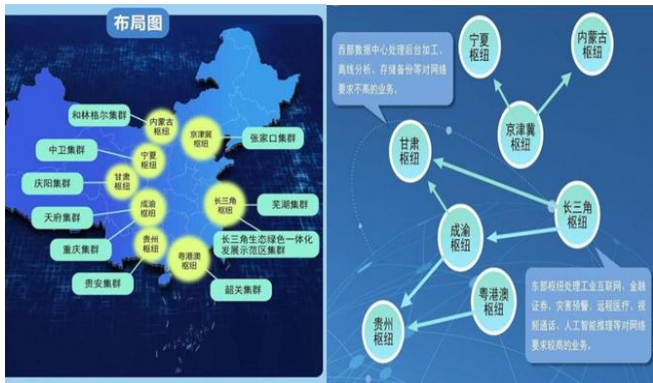 布局图
和林格尔集群
内蒙古
枢纽
京津冀
枢纽
张家口集群
中卫集群
宁夏
枢纽
庆阳集群
甘肃
枢纽
天府集群
成渝
枢纽
长三角
枢纽
芜湖集群
重庆集群
长三角生态绿色一体化
发展示范区集群
贵州
枢纽
粤港澳
枢纽
贵安集群
韶关集群
西部数据中心处理后台加工、
离线分析、存储备份等对网络
要求不高的业务。
宁夏
枢纽
内蒙古
枢纽
京津冀
枢纽
甘肃
枢纽
长三角
枢纽
成渝
枢纽
粤港澳
枢纽
贵州
枢纽
东部枢纽处理工业互联网、金融
证券、灾害预警、远程医疗、视
频通话、人工智能推理等对网络
要求较高的业务。